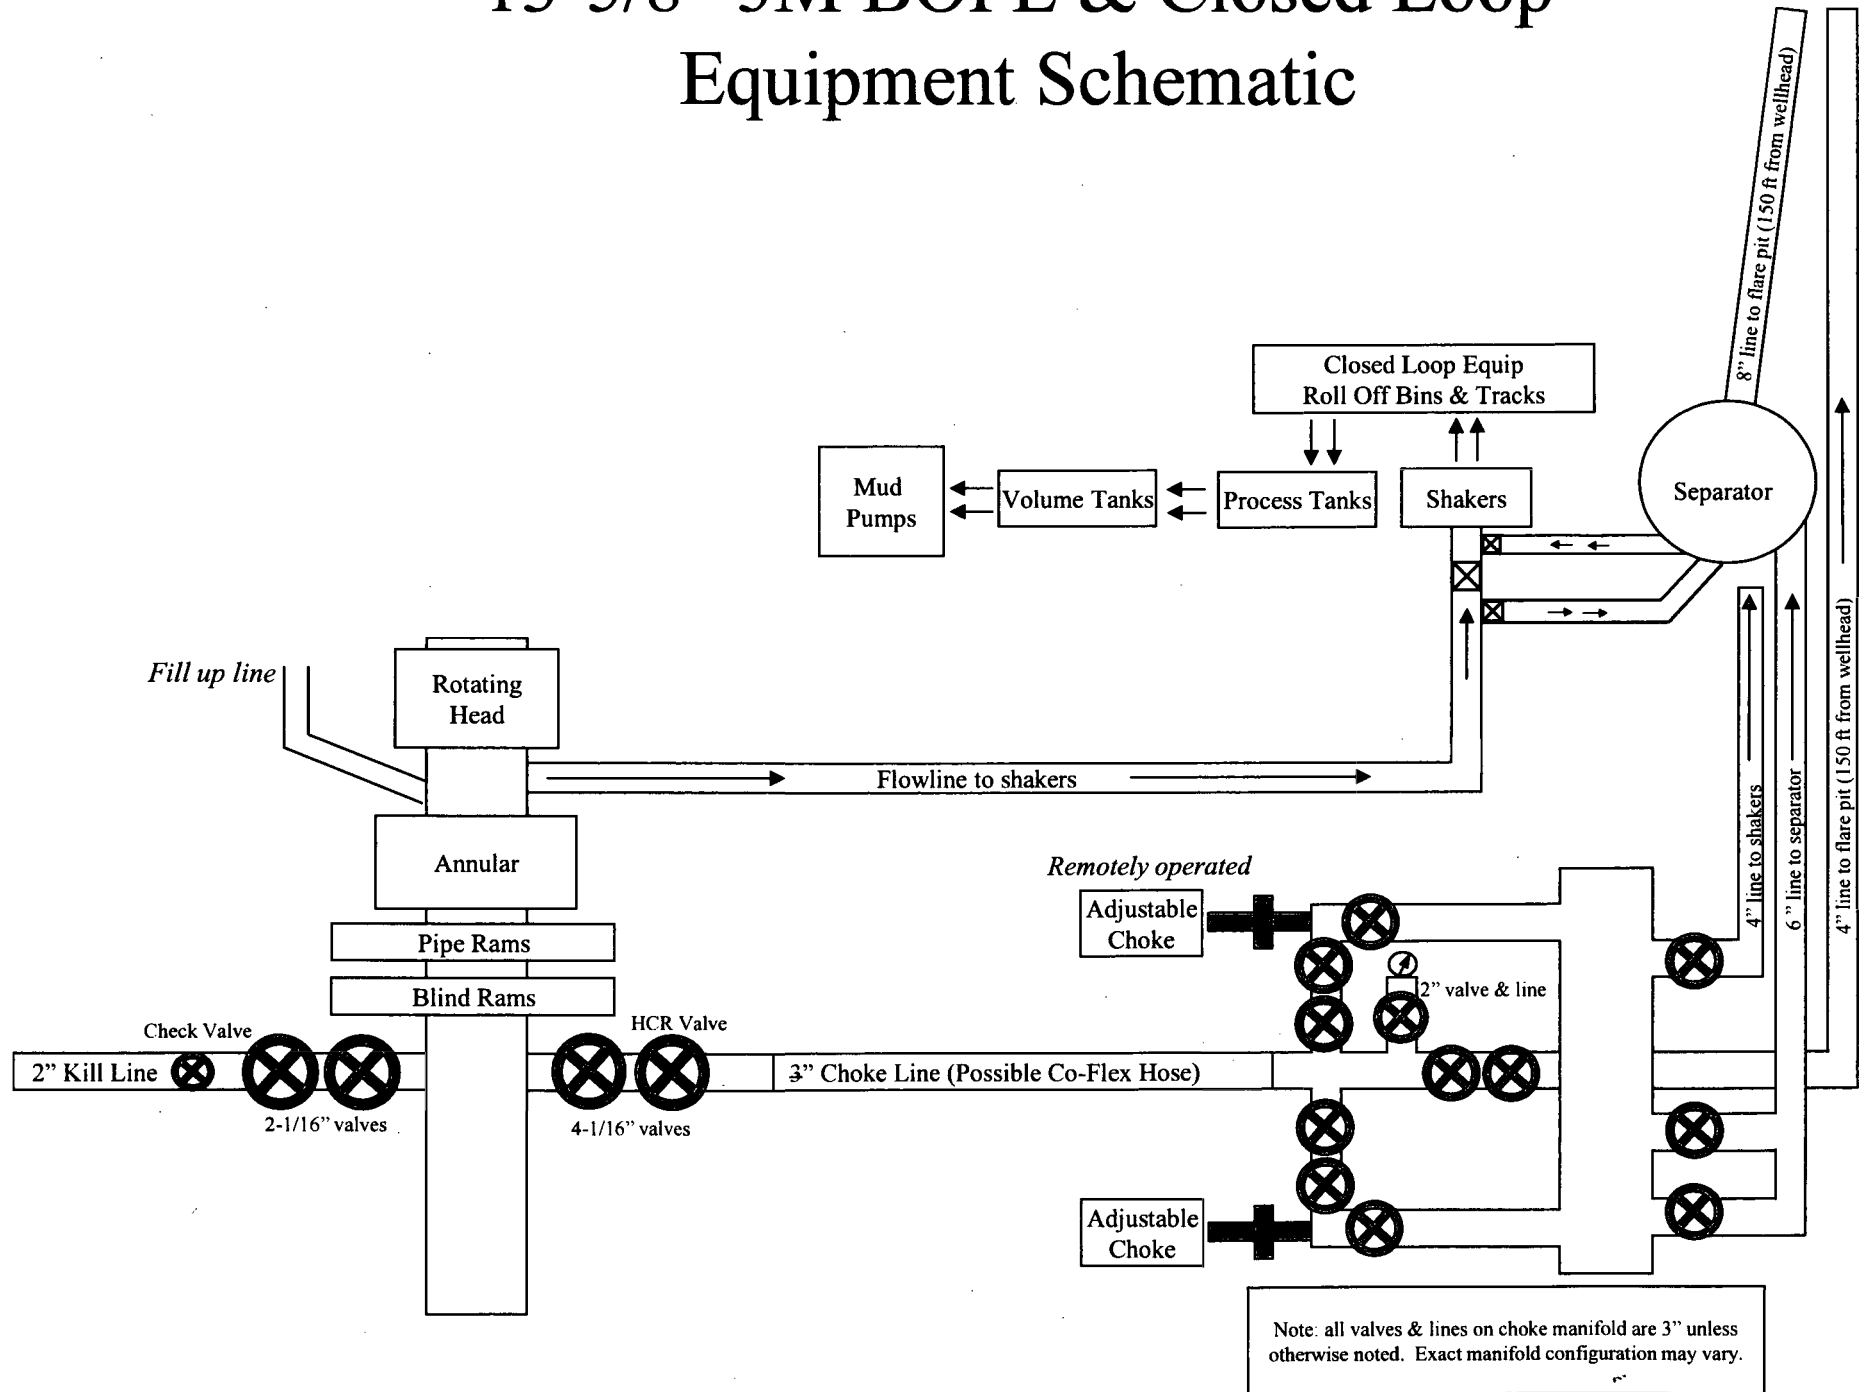 Equipment Schematic
8” line to flare pit (150 ft from wellhead)
Closed Loop Equip
Roll Off Bins & Tracks
Mud
Pumps
Volume Tanks
Process Tanks
Shakers
Separator
Fill up line
Rotating
Head
Flowline to shakers
Annular
Pipe Rams
Blind Rams
Remotely operated
Adjustable
Choke
2” valve & line
4” line to shakers
6 ” line to separator
4” line to flare pit (150 ft from wellhead)
Check Valve
HCR Valve
2” Kill Line
3” Choke Line (Possible Co-Flex Hose)
2-1/16” valves
4-1/16” valves
Adjustable
Choke
Note: all valves & lines on choke manifold are 3” unless
otherwise noted. Exact manifold configuration may vary.